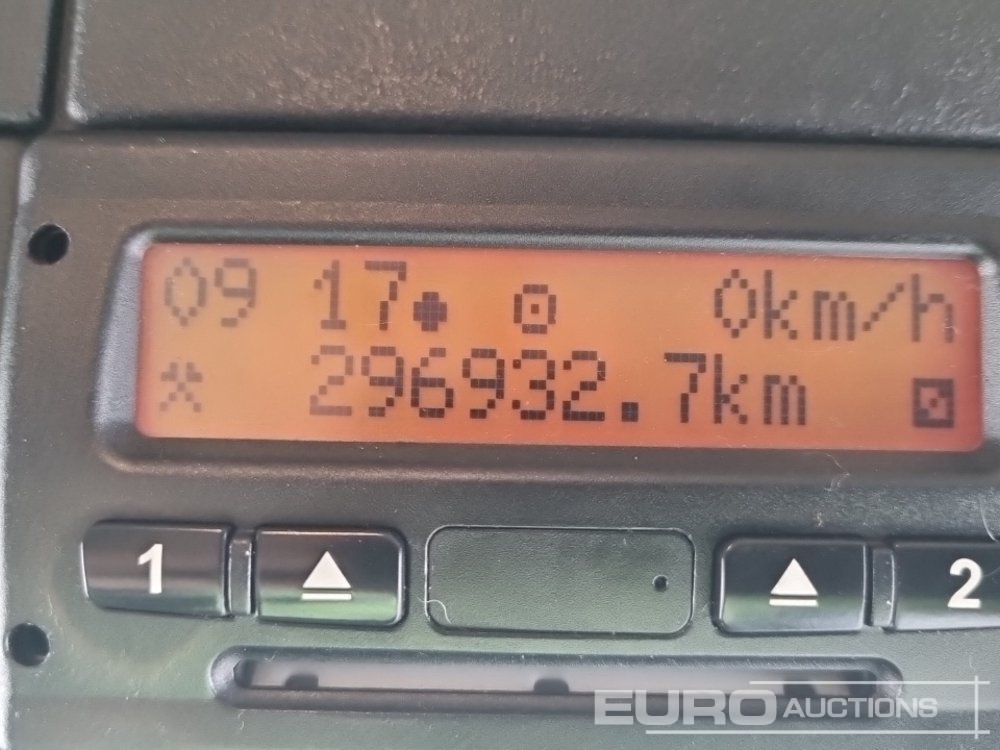 09 17 0km/h
296932.7km
1 2
EURO AUCTIONS